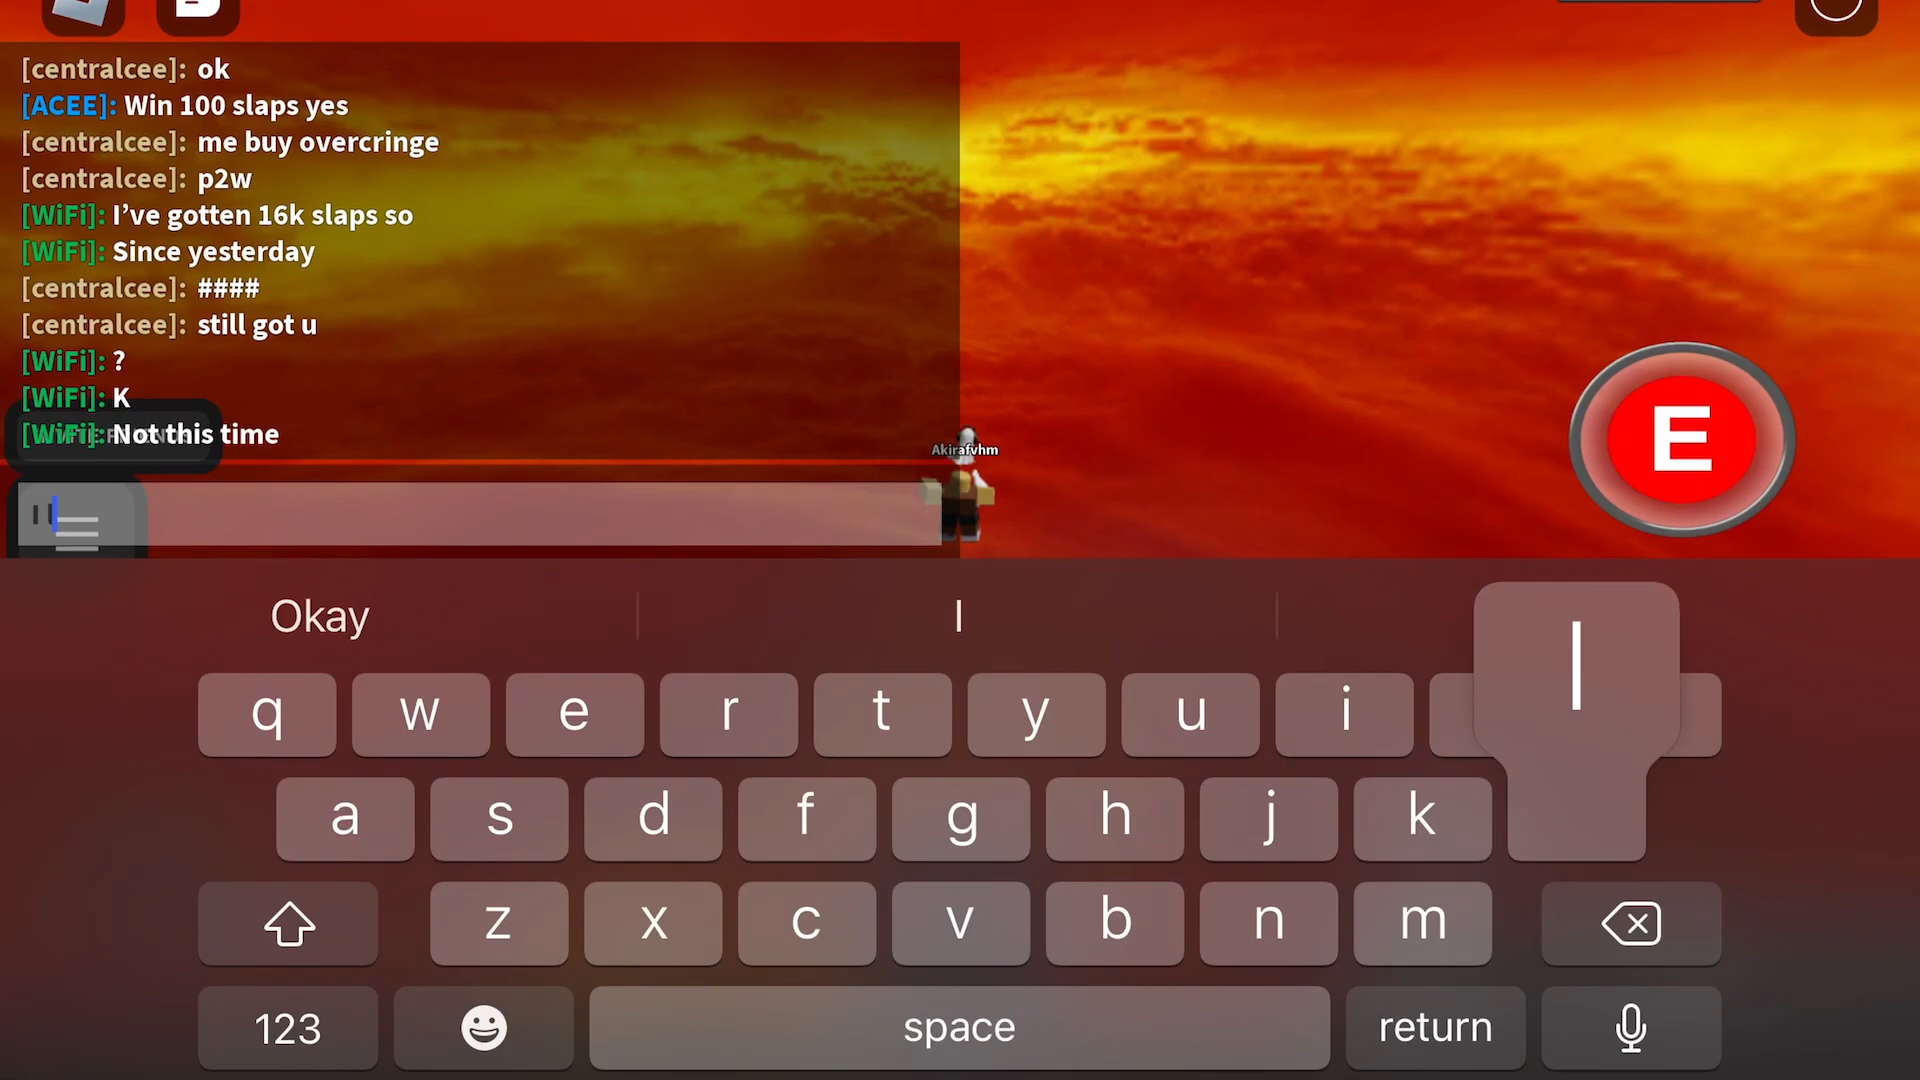 [centralcee]: ok
[ACEE]: Win 100 slaps yes
[centralcee]: me buy overcringe
[centralcee]: p2w
[WiFi]: I’ve gotten 16k slaps so
[WiFi]: Since yesterday
[centralcee]: ####
[centralcee]: still got u
[WiFi]: ?
[WiFi]: K
[WiFi]: Not this time
Akirafvhm
E
Okay
I
l
q w e r t y u i
a s d f g h j k
z x c v b n m
123
space
return